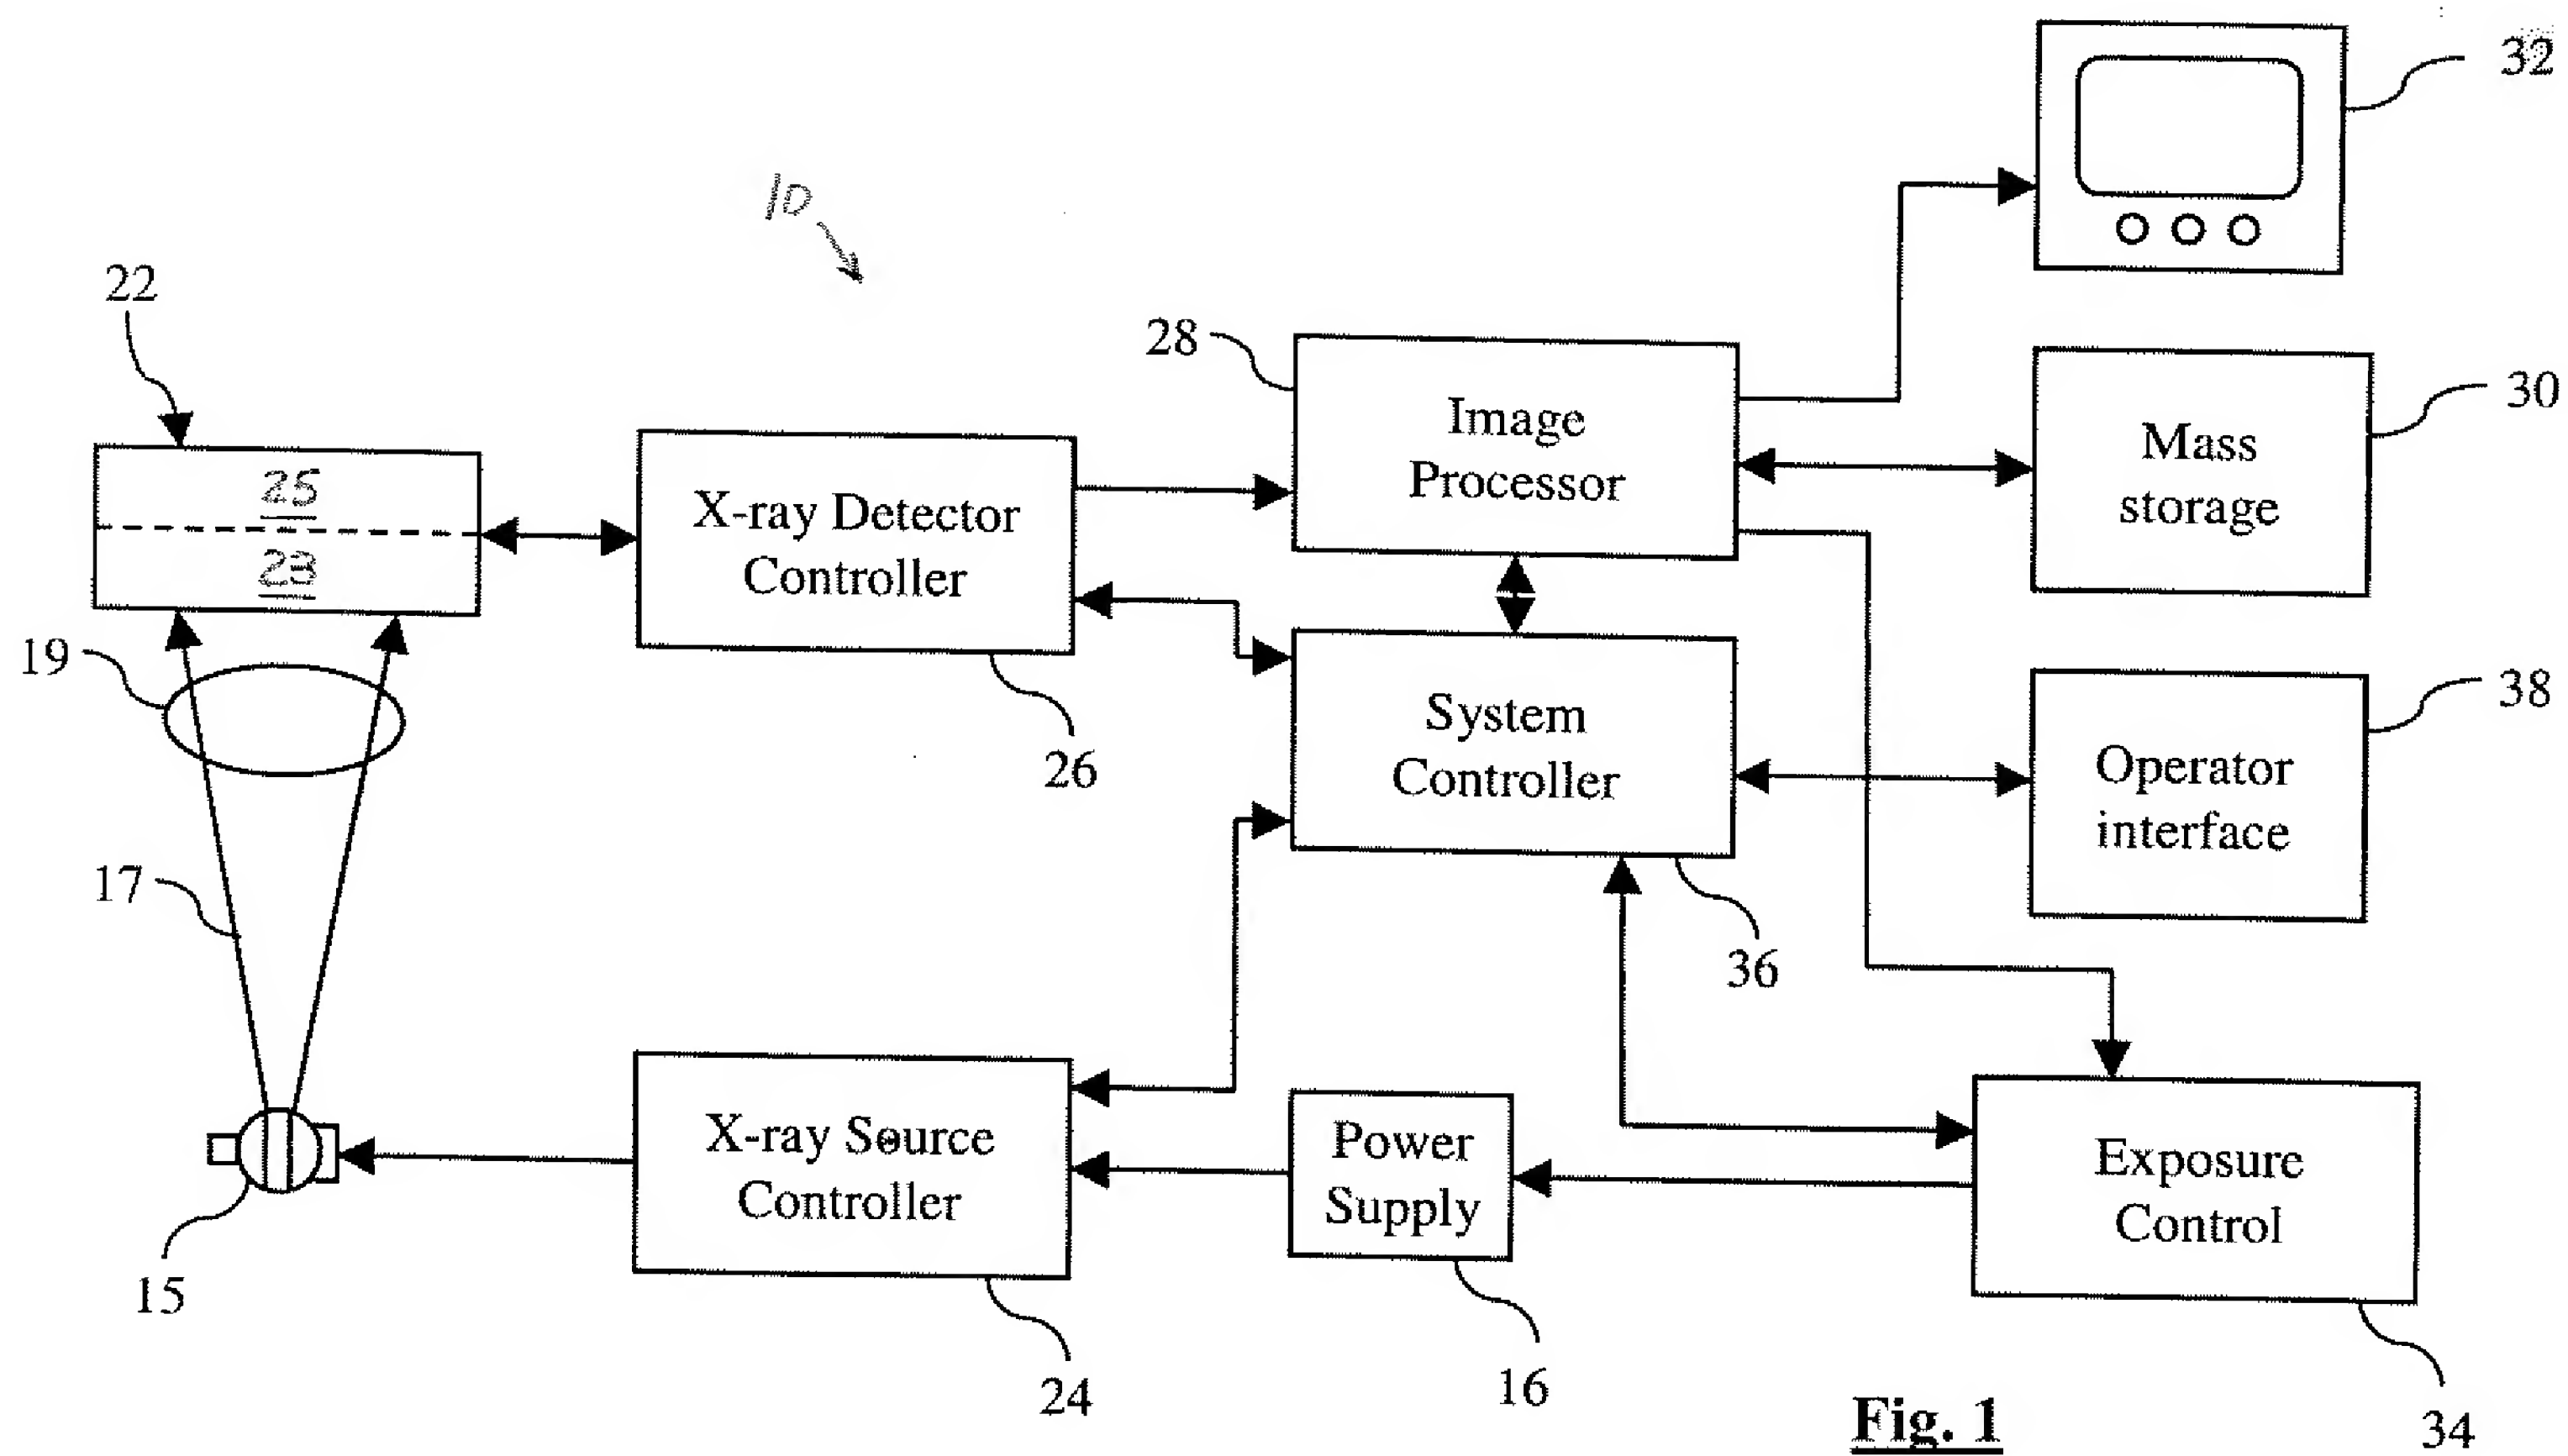 32
10
22
28
Image
Processor
30
Mass
storage
25
23
X-ray Detector
Controller
19
26
System
Controller
38
Operator
interface
17
36
15
X-ray Source
Controller
24
Power
Supply
16
Exposure
Control
34
Fig. 1